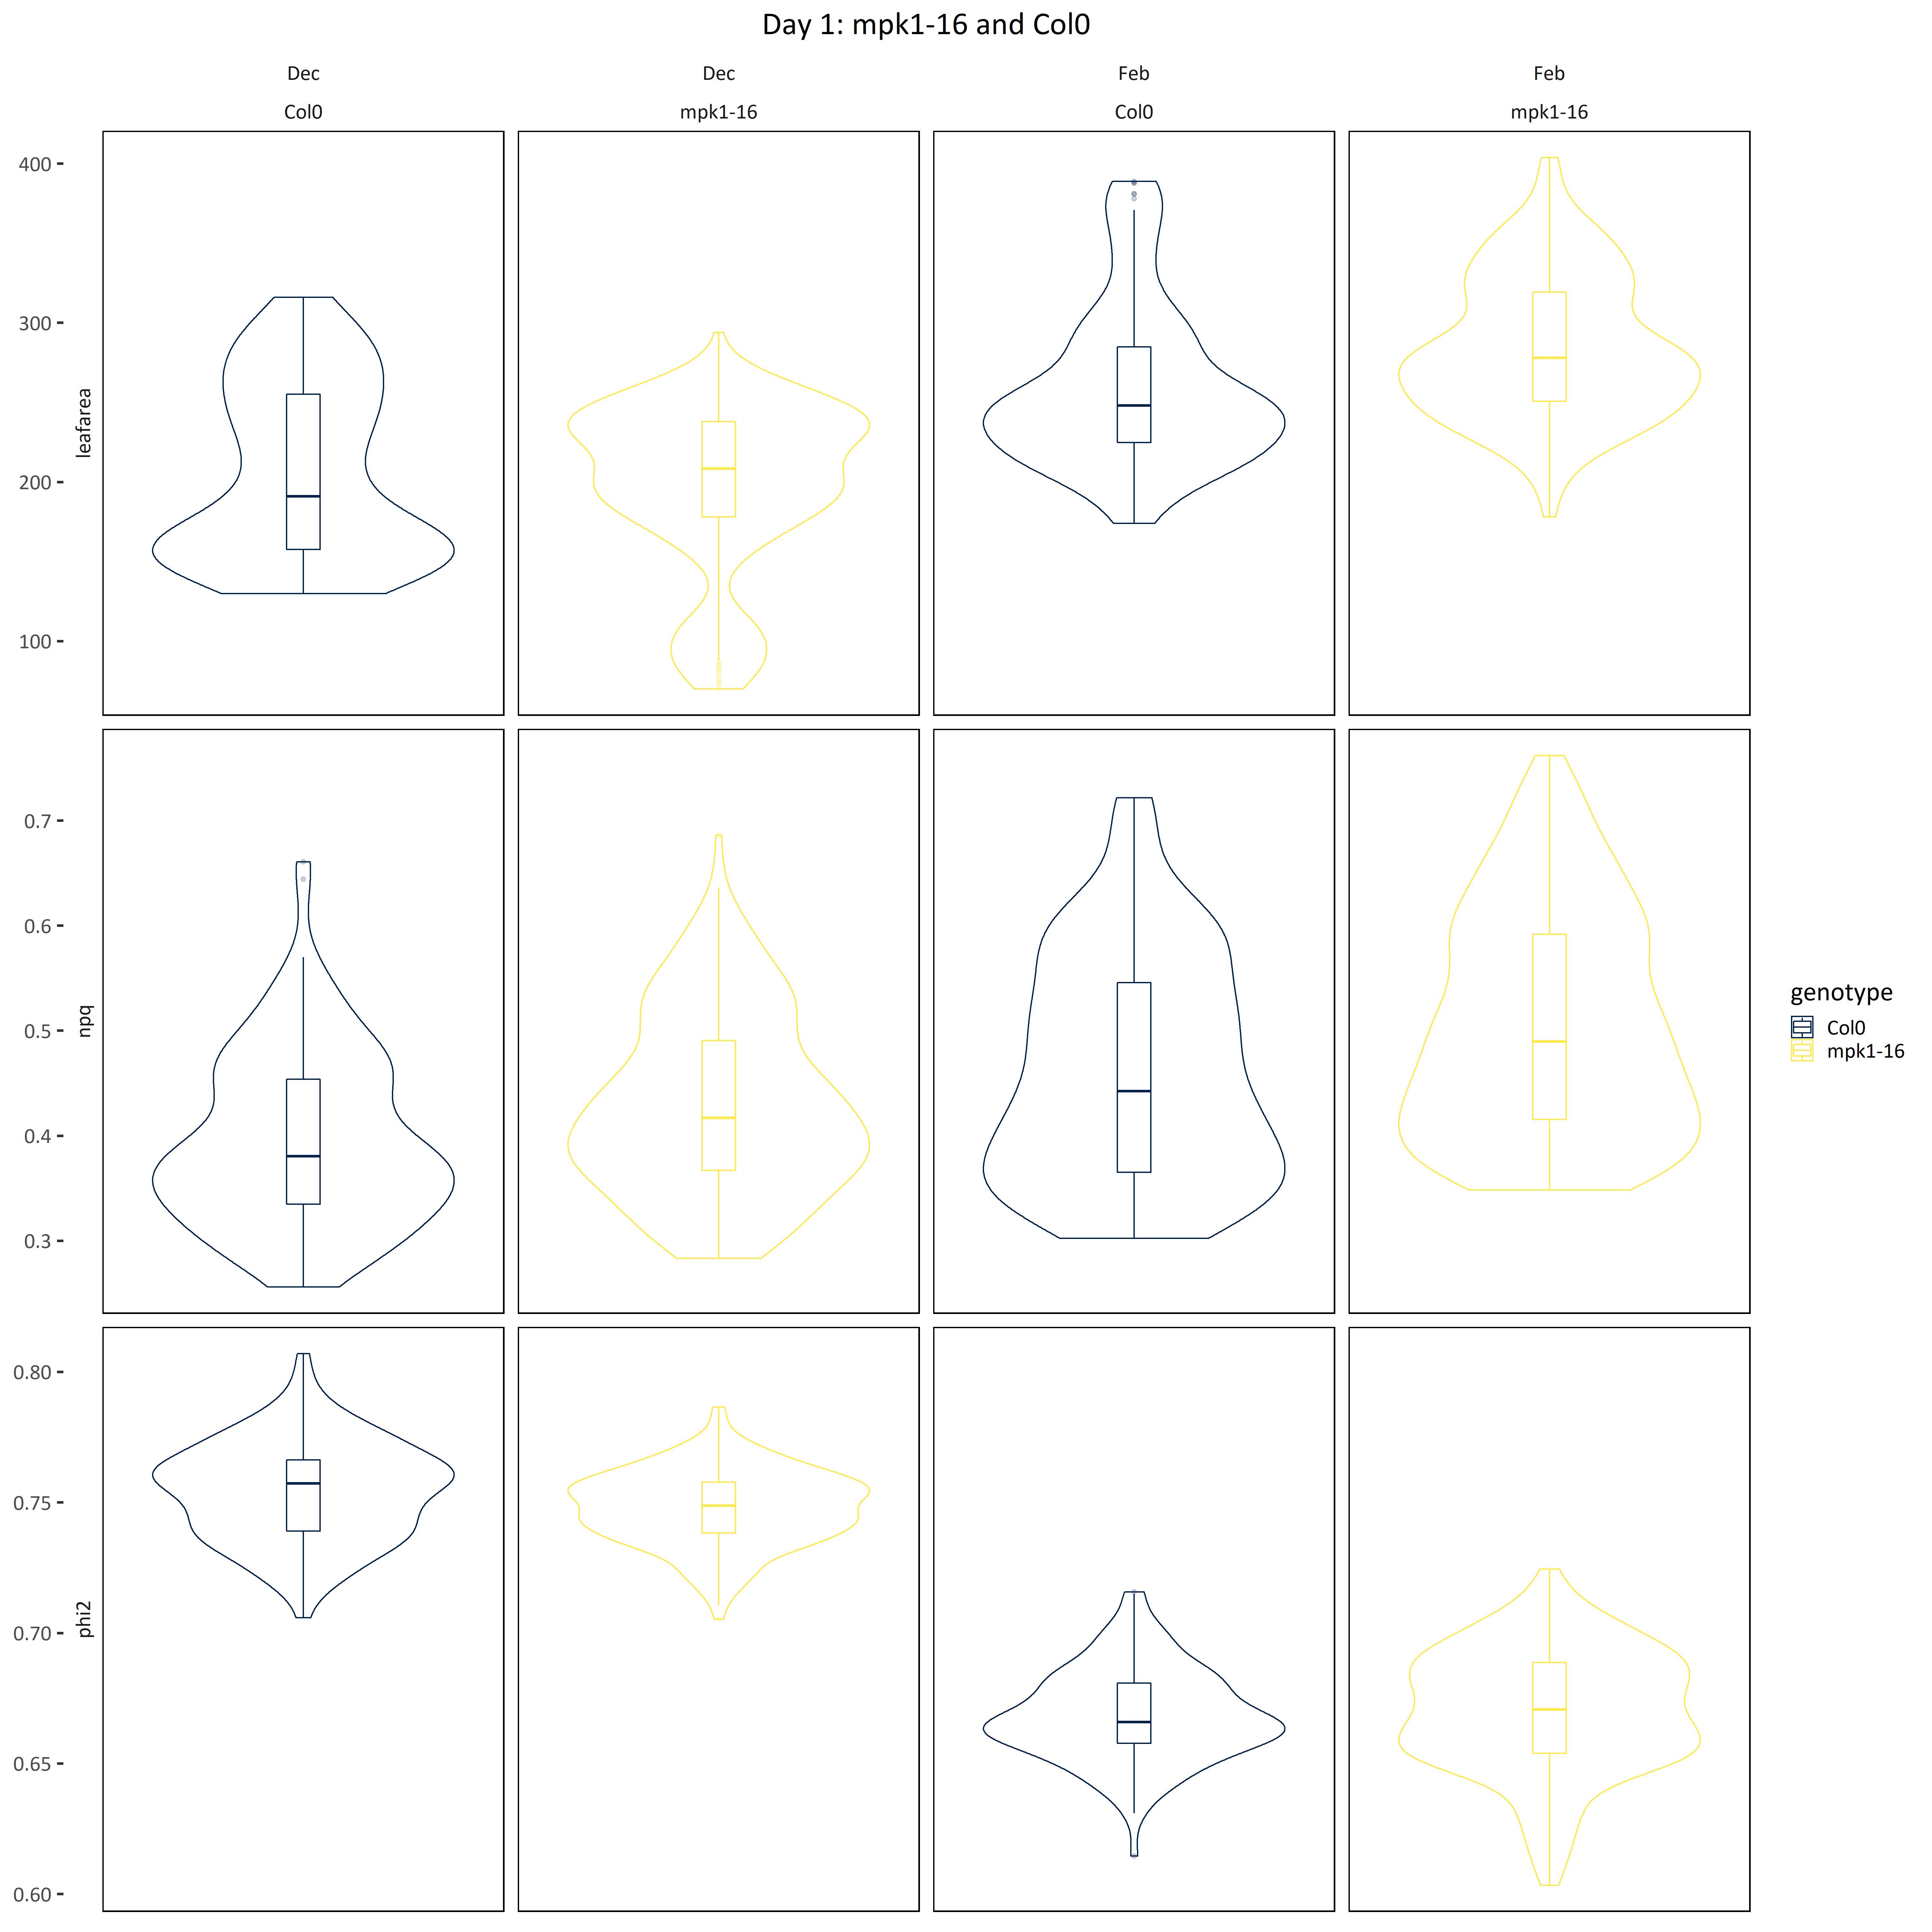 Day 1: mpk1-16 and Col0
Dec Dec Feb Feb
Col0 mpk1-16 Col0 mpk1-16
400
300
200
100
leafarea
0.7
0.6
0.5
0.4
0.3
npq
0.80
0.75
0.70
0.65
0.60
phi2
genotype
Col0
mpk1-16